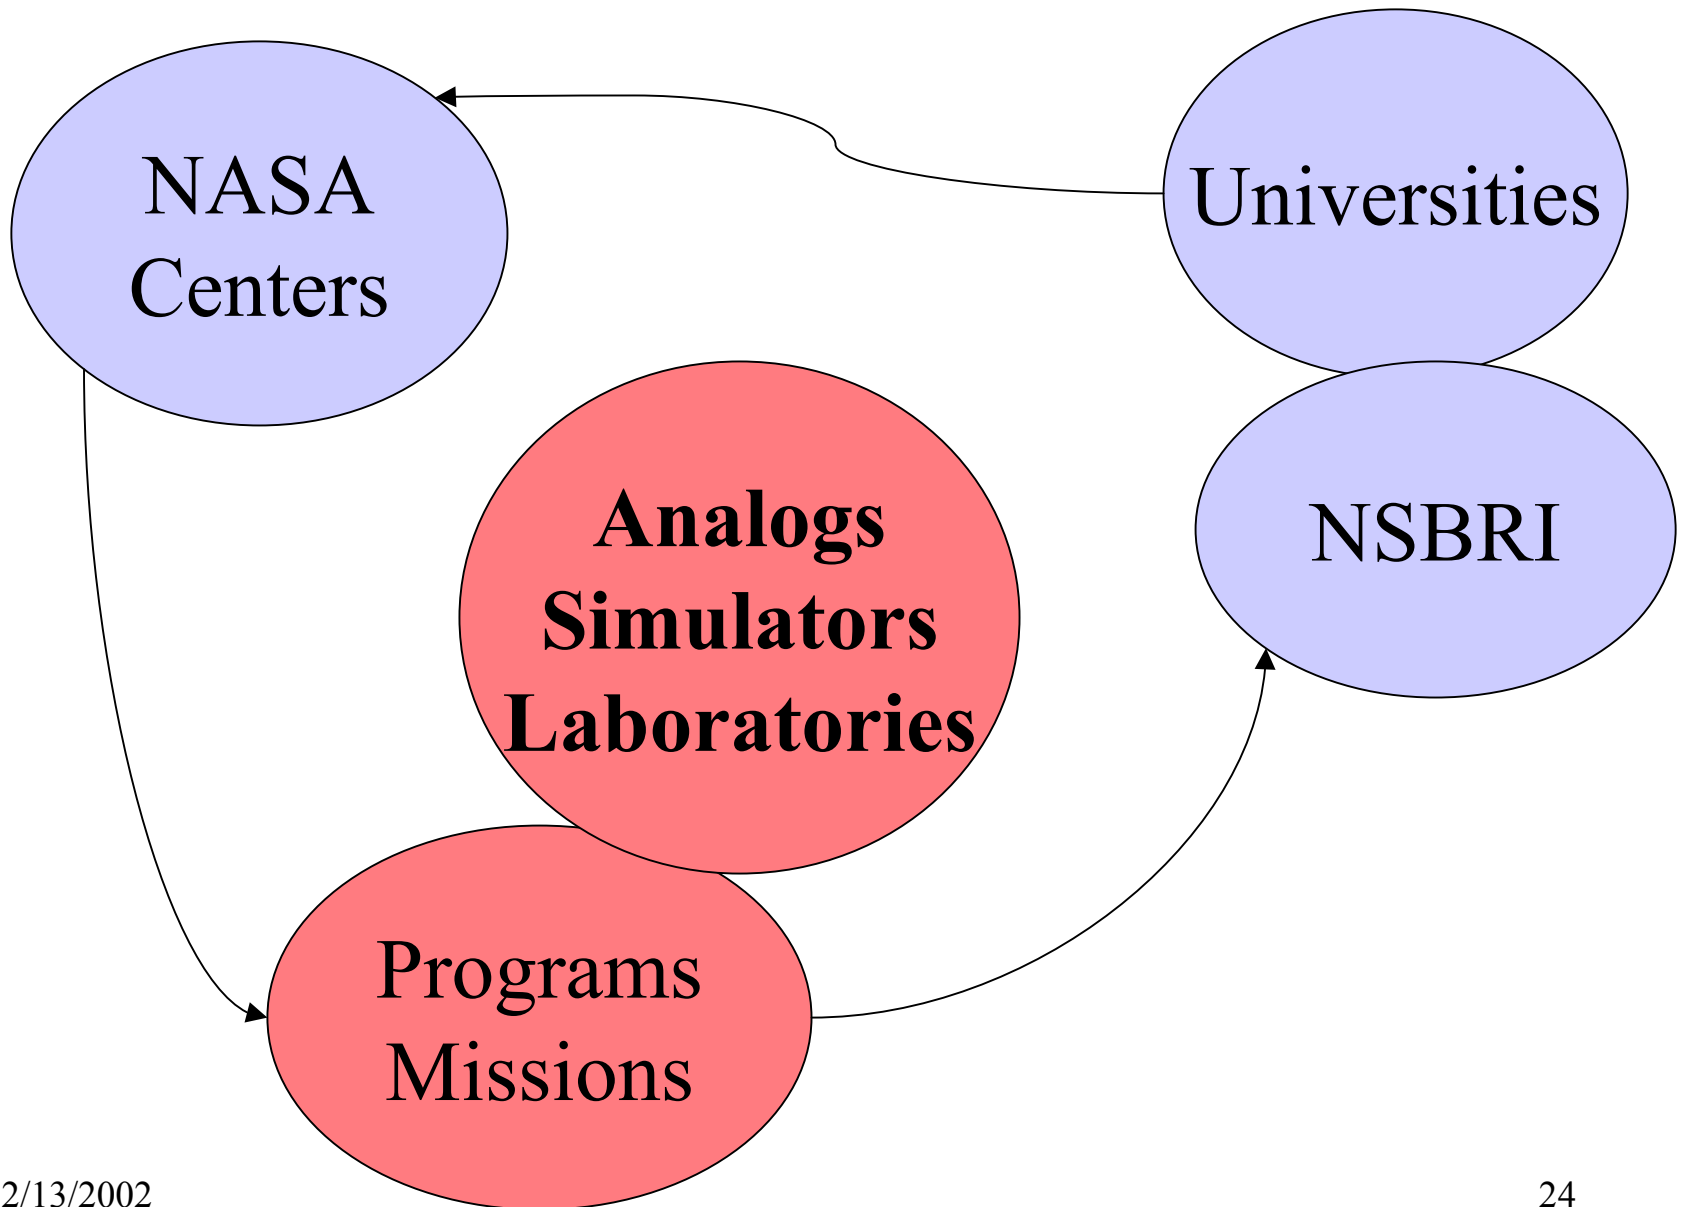 NASA
Centers
Universities
NSBRI
Analogs
Simulators
Laboratories
Programs
Missions
2/13/2002
24